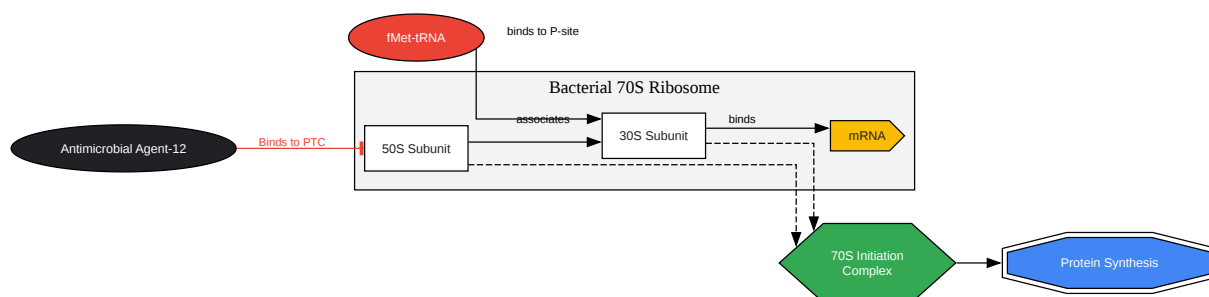 fMet-tRNA
binds to P-site
Bacterial 70S Ribosome
associates
binds
Antimicrobial Agent-12
Binds to PTC
50S Subunit
30S Subunit
mRNA
70S Initiation
Complex
Protein Synthesis